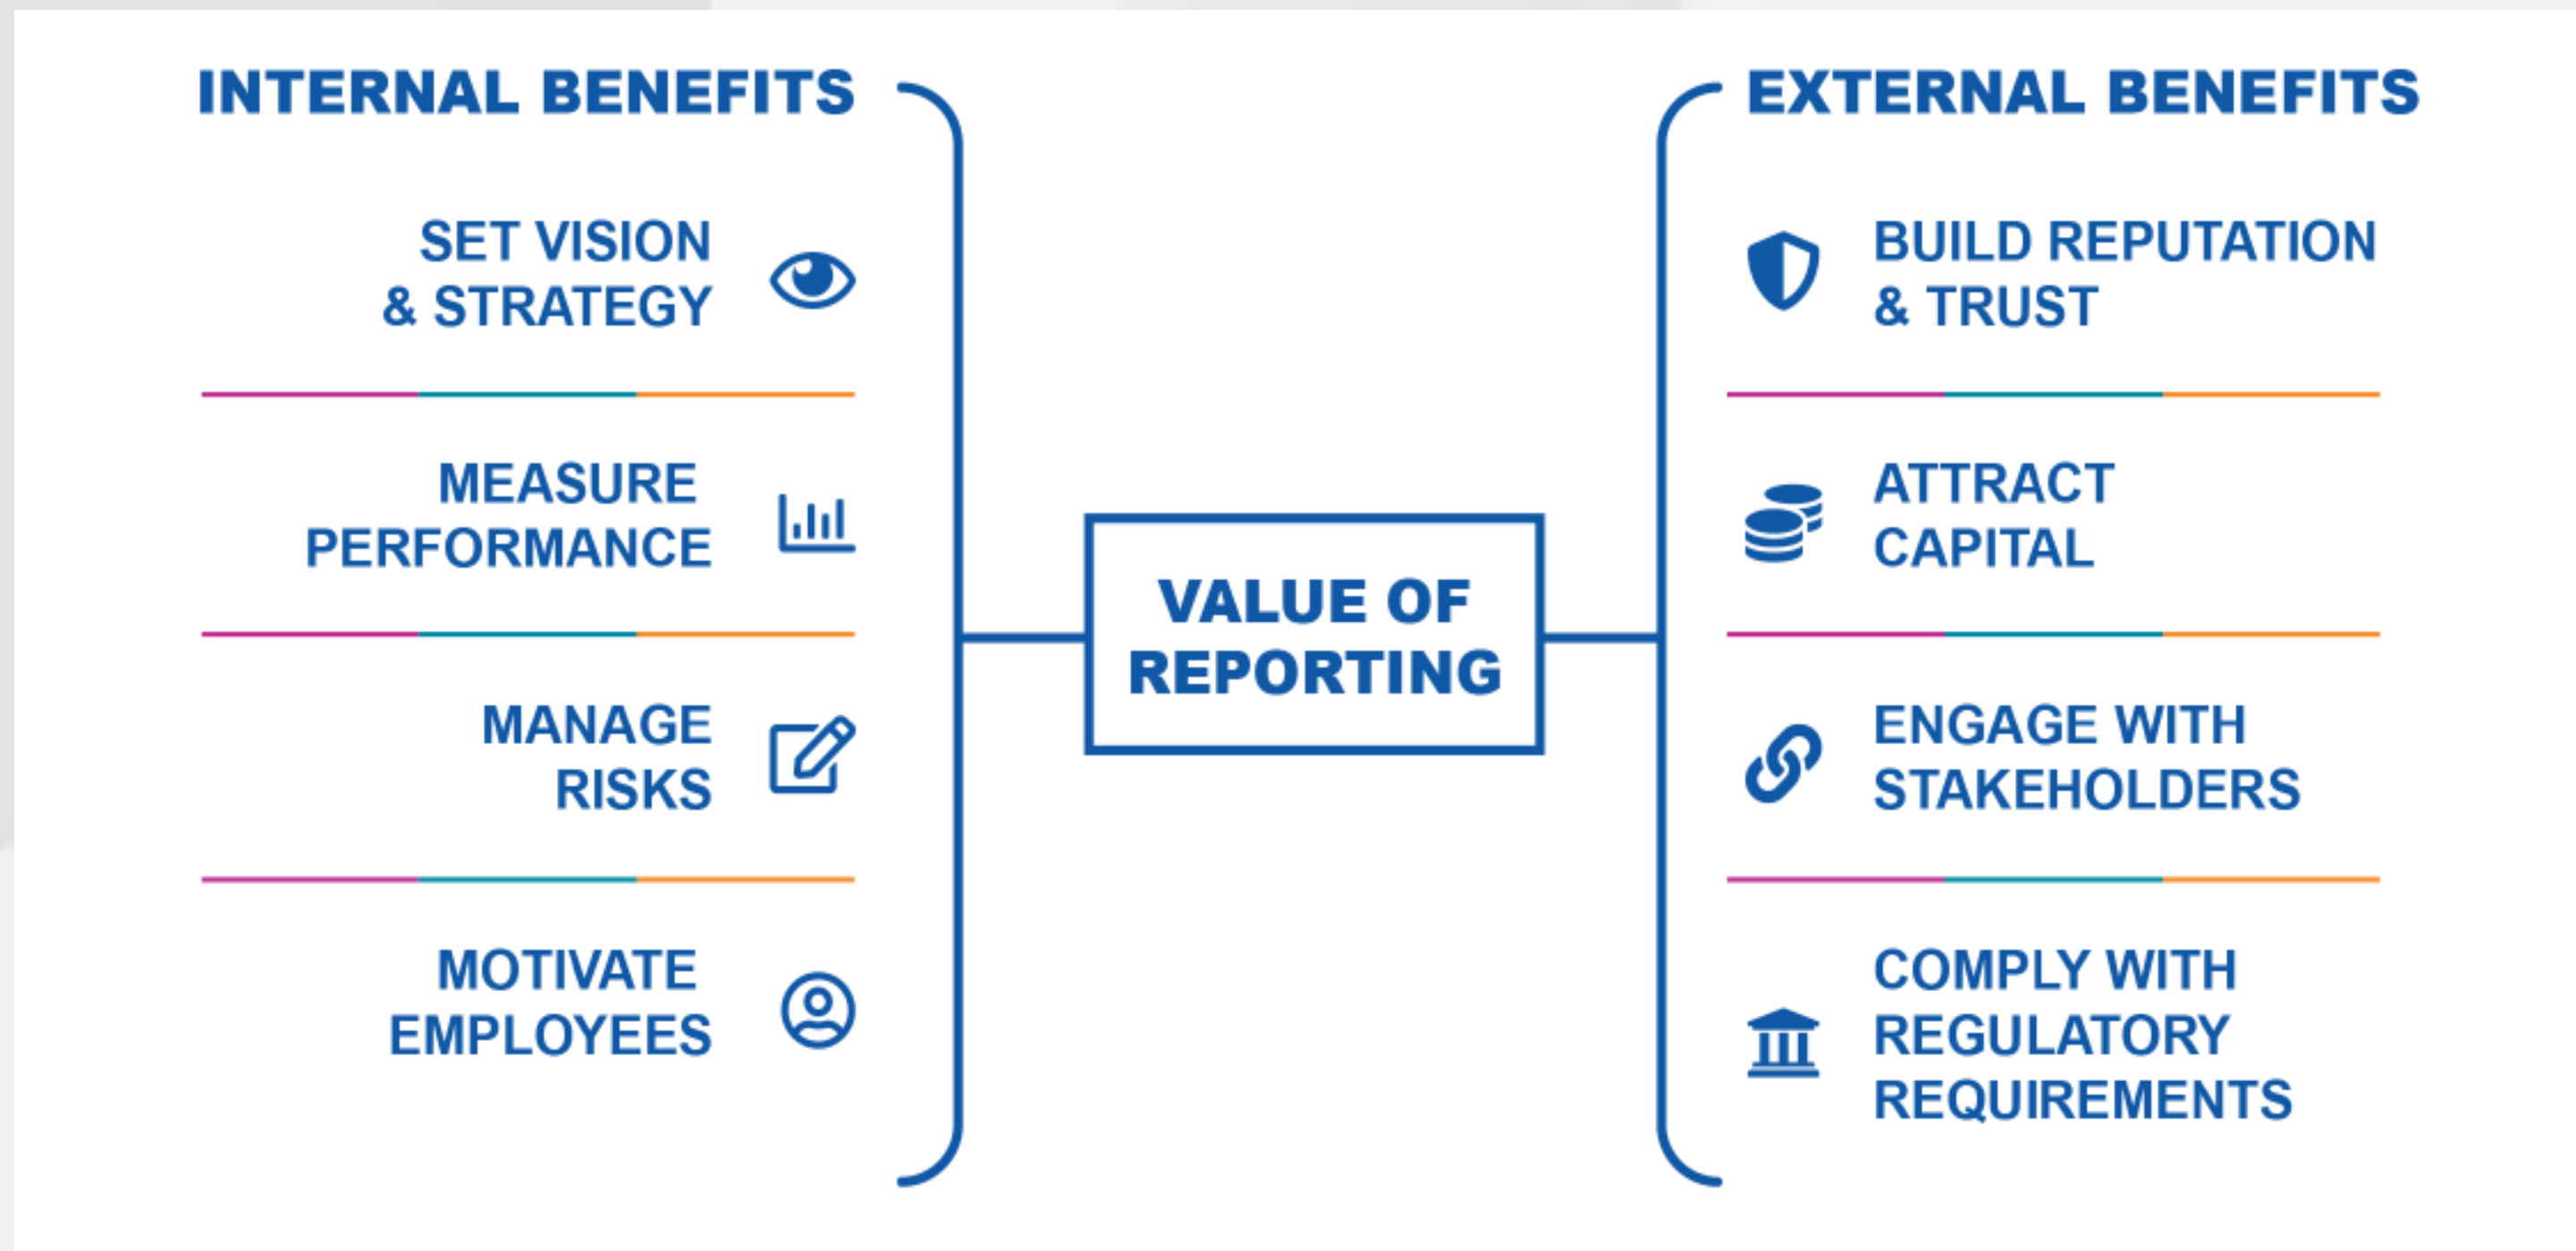 INTERNAL BENEFITS
SET VISION
& STRATEGY
MEASURE
PERFORMANCE
MANAGE
RISKS
MOTIVATE
EMPLOYEES
VALUE OF
REPORTING
EXTERNAL BENEFITS
BUILD REPUTATION
& TRUST
ATTRACT
CAPITAL
ENGAGE WITH
STAKEHOLDERS
COMPLY WITH
REGULATORY
REQUIREMENTS